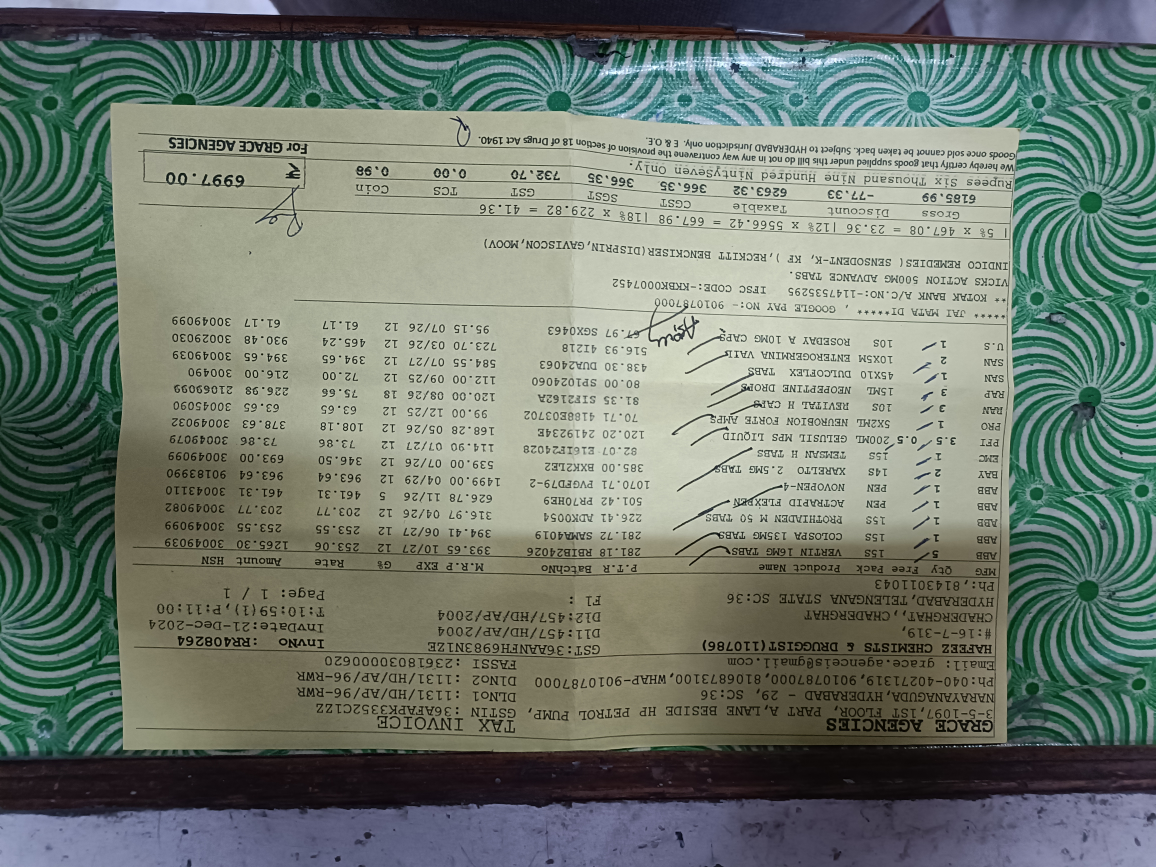 GRACE AGENCIES TAX INVOICE
3-5-1097,1ST FLOOR, PART A,LANE BESIDE HP PETROL PUMP, GSTIN :36APAPK5352C1ZZ
NARAYANAGUDA,HYDERABAD - 29, SC:36 DlNO1 :1131/HD/AP/96-RWR
Ph:040-40271319,9010787000,8106873100,WHAP-9010787000 DlNo2 :1131/HD/AP/96-RWR
Email: grace.agencies@gmail.com FASSI :23618030000620
HAFEEZ CHEMISTS & DRUGGIST(110786) GST:36AANFH6983N1ZE InvNo:RR408264
#:16-7-319, Dl1:457/HD/AP/2004 InvDate:21-Dec-2024
CHADERGHAT,,CHADERGHAT Dl2:457/HD/AP/2004 T:10:59(1),P:11:00
HYDERABAD,TELENGANA STATE SC:36 Fl : Page: 1 / 1
Ph:,8143011043
MFG Qty Free Pack Product Name P.T.R BatchNo M.R.P EXP G% Rate Amount HSN
ABB 5 15S VERTIN 16MG TABS 281.18 RB1B24026 393.65 10/27 12 253.06 1265.30 30049039
ABB 1 15S COLOSPA 135MG TABS 281.72 SAMA4019 394.41 06/27 12 253.55 253.55 30049099
ABB 1 15S PROTHIADEN M 50 TABS 226.41 ADK0054 316.97 04/26 12 203.77 203.77 30049082
ABB 1 PEN ACTRAPID FLEXPEN 501.42 PR70HE9 626.78 11/26 5 461.31 461.31 30043110
ABB 1 PEN NOVOPEN-4 1070.71 PVGFD79-2 1499.00 04/29 12 963.64 963.64 90183990
BAY 2 14S XARELTO 2.5MG TABS 385.00 BXK2LE2 539.00 07/26 12 346.50 693.00 30049099
EMC 1 15S TEMSAN H TABS 82.07 E16IF24028 114.90 07/27 12 73.86 73.86 30049079
PFI 3.5 0.5 200ML GELUSIL MPS LIQUID 120.20 2419234E 168.28 05/26 12 108.18 378.63 30049032
PRO 1 5X2ML NEUROBION FORTE AMPS 70.71 418E803702 99.00 12/25 12 63.65 63.65 30045090
RAN 3 10S REVITAL H CAPS 81.35 SIF2162A 120.00 08/26 18 75.66 226.98 21069099
RAP 3 15ML NEOPEPTINE DROPS 80.00 SP1024060 112.00 09/25 12 72.00 216.00 300490
SAN 1 45X10 DULCOFLEX TABS 438.30 DUA24063 584.55 07/27 12 394.65 394.65 30049039
SAN 2 10X5M ENTEROGERMINA VAIL 516.93 4I218 723.70 03/26 12 465.24 930.48 30029030
U.S 1 10S ROSEDAY A 10MG CAPS 67.97 SGX0463 95.15 07/26 12 61.17 61.17 30049099
***** JAI MATA DI***** , GOOGLE PAY NO:- 9010787000
** KOTAK BANK A/C.NO:-1147535295 IFSC CODE:-KKBK0007452
VICKS ACTION 500MG ADVANCE TABS.
INDICO REMEDIES( SENSODENT-K, KF ),RECKITT BENCKISER(DISPRIN,GAVISCON,MOOV)
| 5% x 467.08 = 23.36 |12% x 5566.42 = 667.98 |18% x 229.82 = 41.36
Gross Discount Taxable CGST SGST GST TCS Coin
6185.99 -77.33 6263.32 366.35 366.35 732.70 0.00 0.98 ₹ 6997.00
Rupees Six Thousand Nine Hundred NintySeven Only:
We hereby certify that goods supplied under this bill do not in any way contravene the provision of section 18 of Drugs Act 1940. For GRACE AGENCIES
Goods once sold cannot be taken back. Subject to HYDERABAD Jurisdiction only. E & O.E.